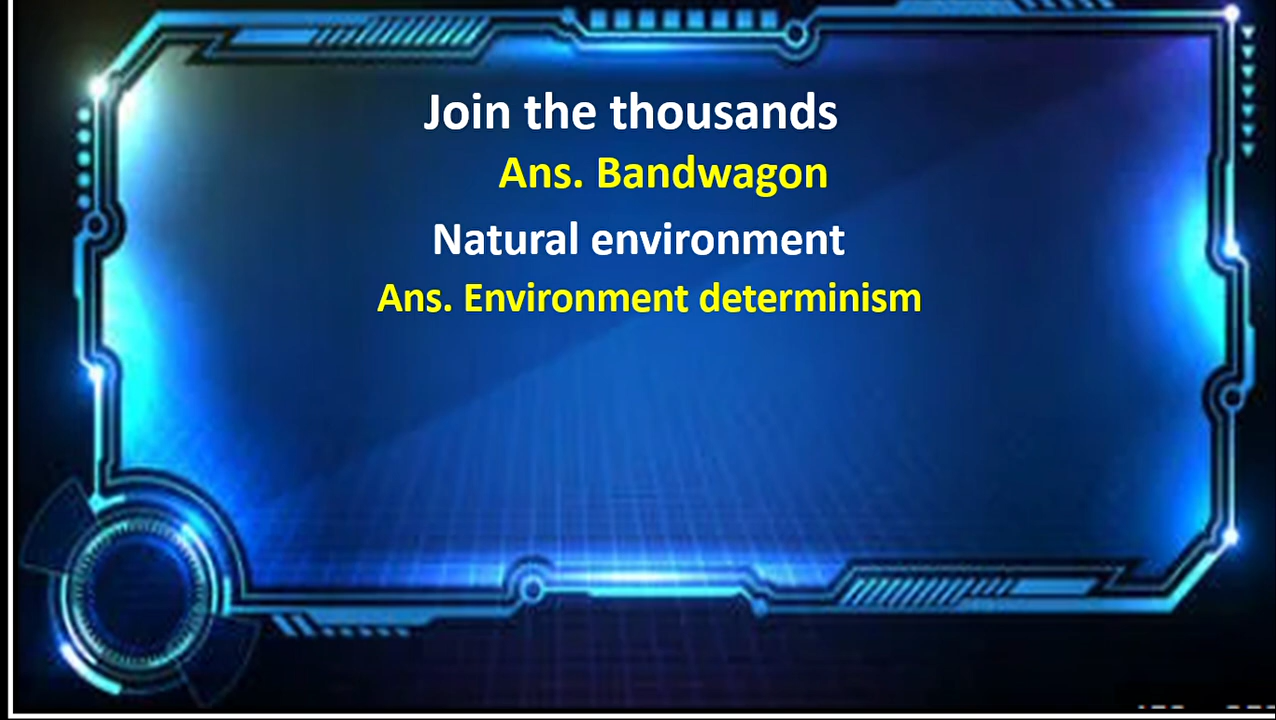 Join the thousands
Ans. Bandwagon
Natural environment
Ans. Environment determinism